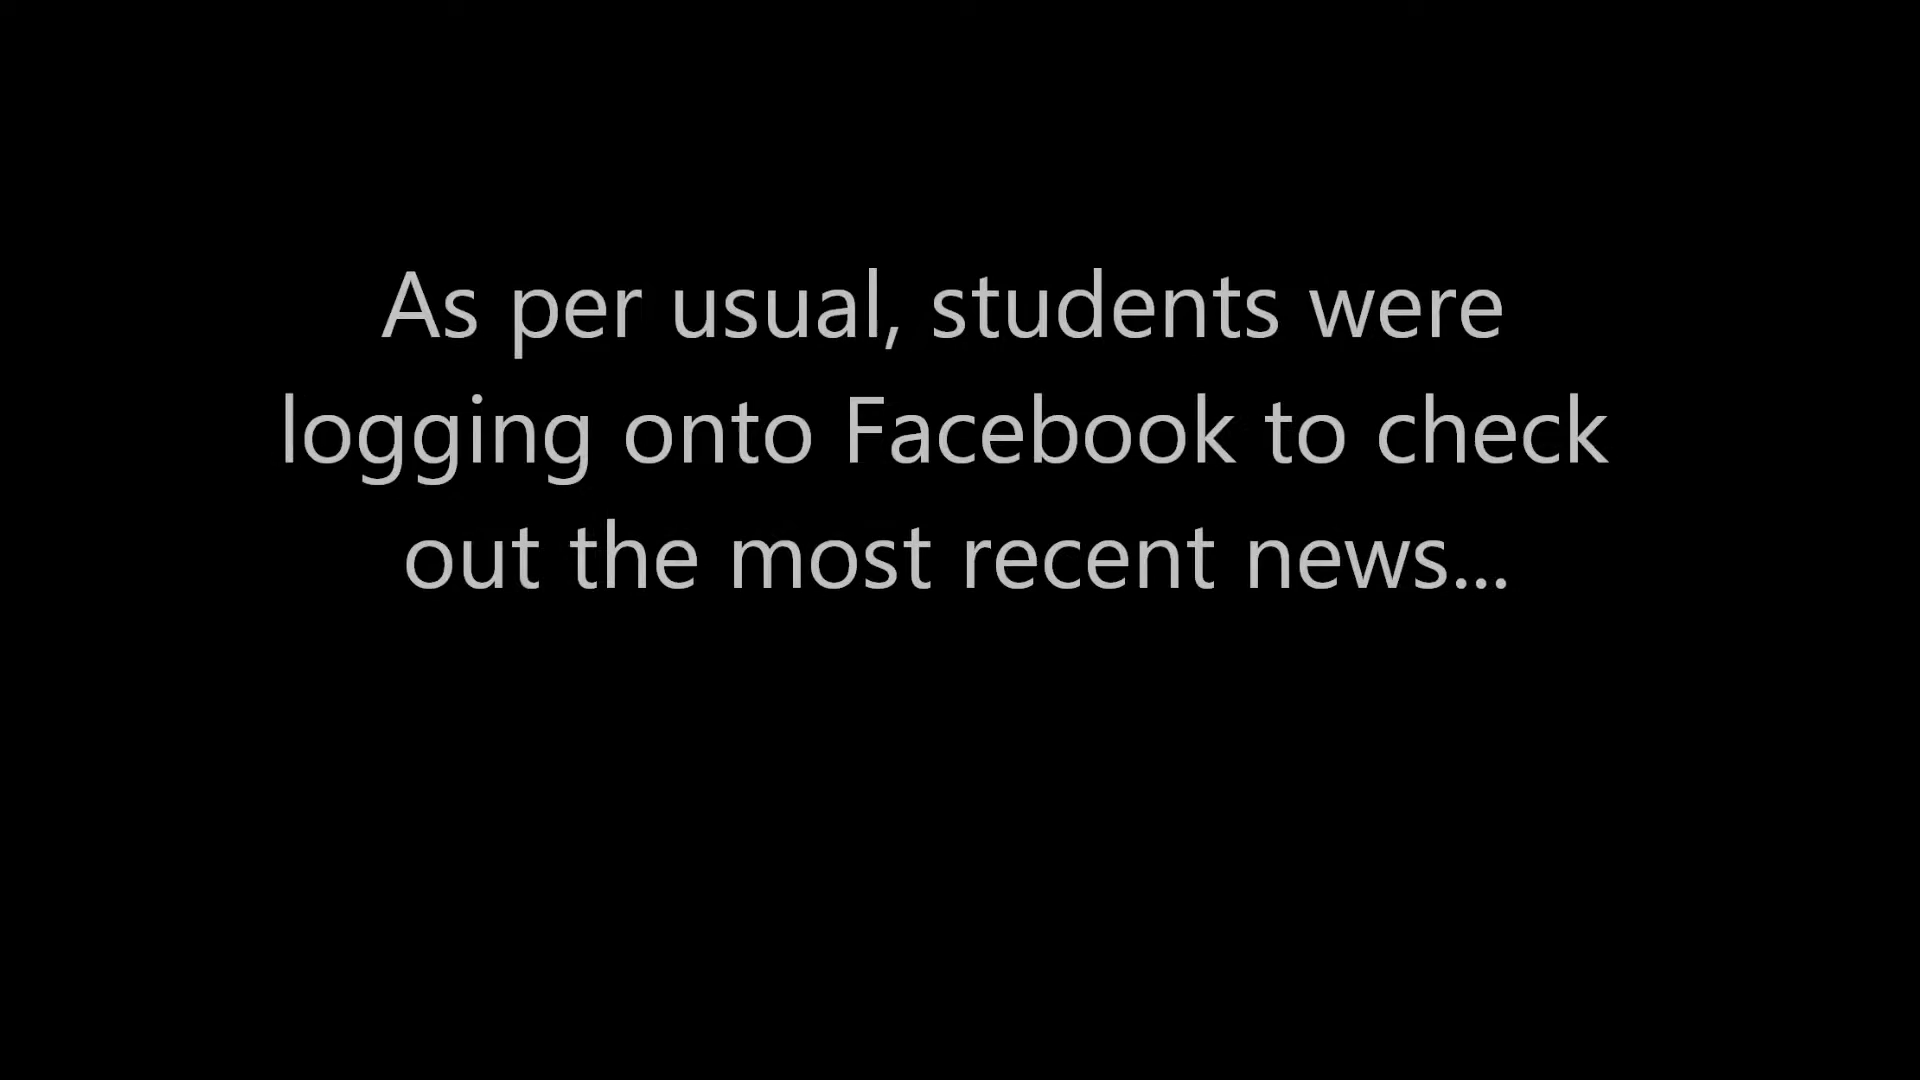 As per usual, students were
logging onto Facebook to check
out the most recent news...